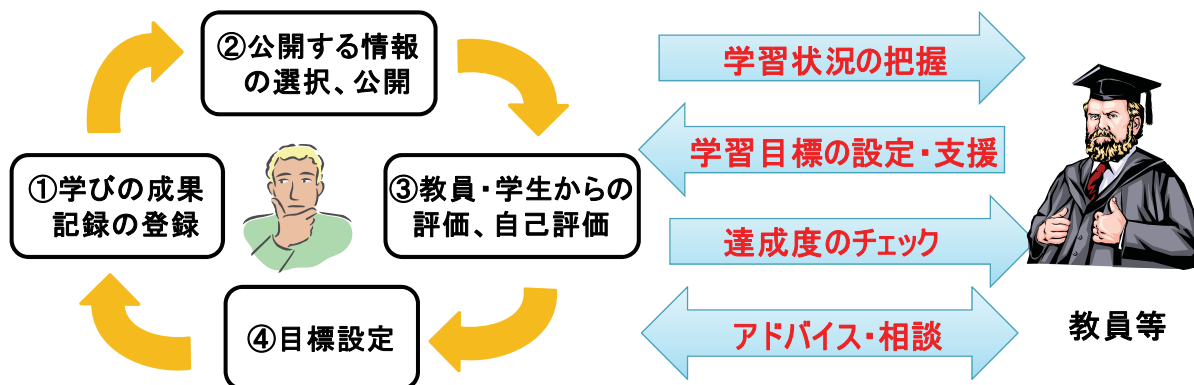 ②公開する情報
の選択、公開
①学びの成果
記録の登録
③教員・学生からの
評価、自己評価
④目標設定
学習状況の把握
学習目標の設定・支援
達成度のチェック
アドバイス・相談
教員等